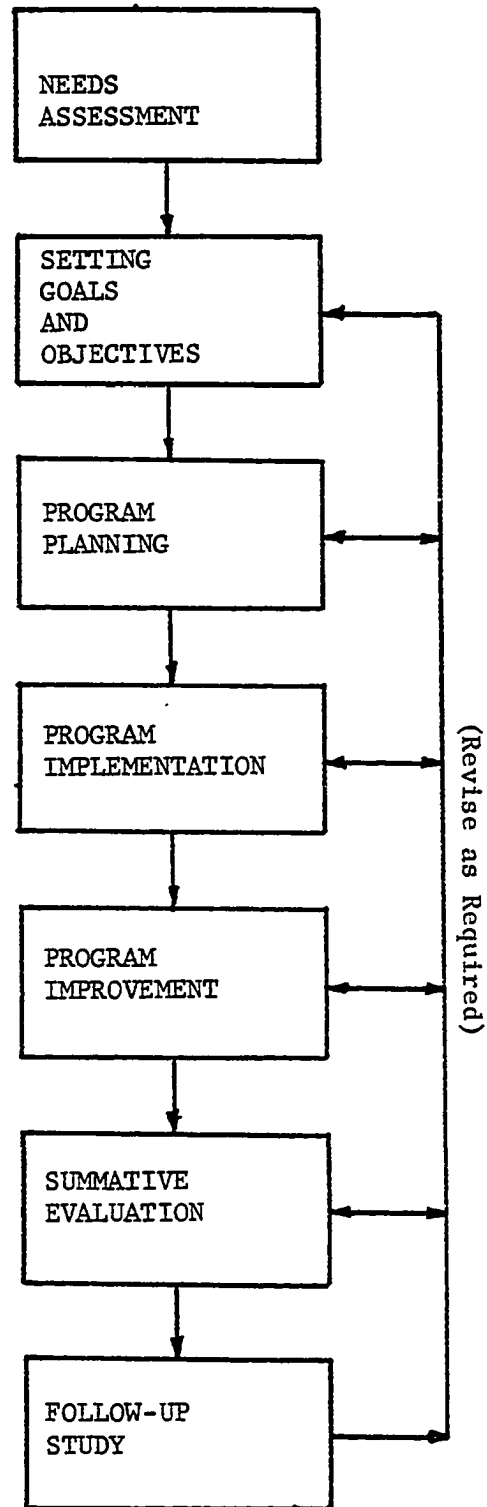 NEEDS
ASSESSMENT
SETTING
GOALS
AND
OBJECTIVES
PROGRAM
PLANNING
PROGRAM
IMPLEMENTATION
(Revise as Required)
PROGRAM
IMPROVEMENT
SUMMATIVE
EVALUATION
FOLLOW-UP
STUDY